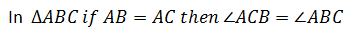 In ΔABC if AB = AC then ∠ACB = ∠ABC